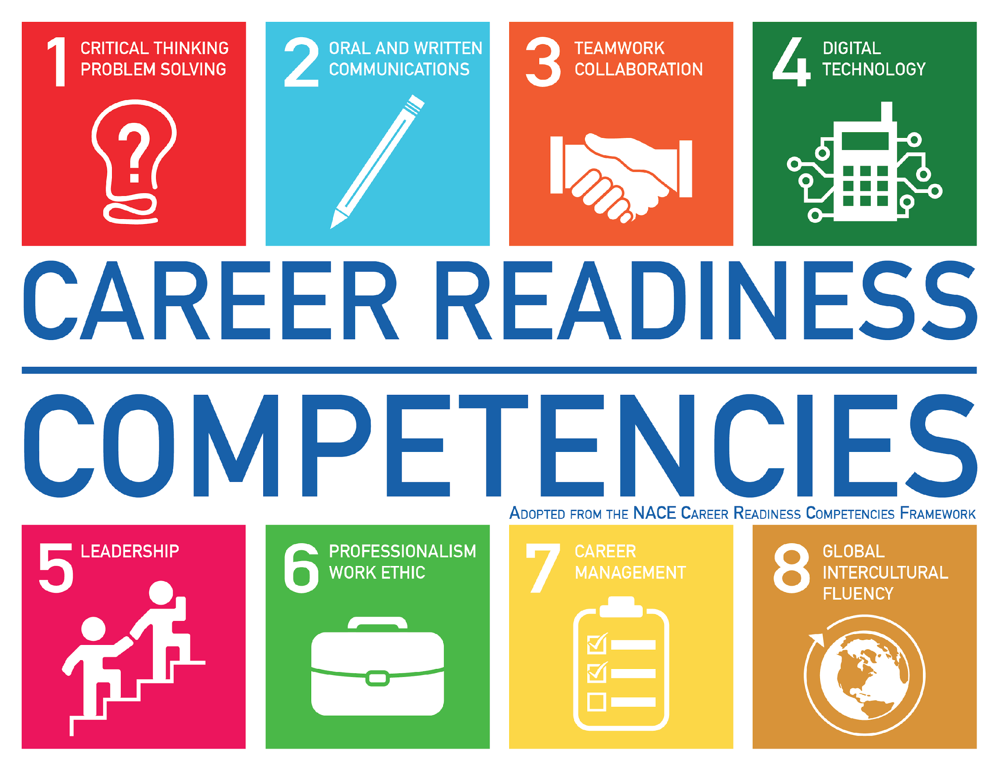 1 CRITICAL THINKING
PROBLEM SOLVING
2 ORAL AND WRITTEN
COMMUNICATIONS
3 TEAMWORK
COLLABORATION
4 DIGITAL
TECHNOLOGY
?
CAREER READINESS
COMPETENCIES
ADOPTED FROM THE NACE CAREER READINESS COMPETENCIES FRAMEWORK
5 LEADERSHIP
6 PROFESSIONALISM
WORK ETHIC
7 CAREER
MANAGEMENT
8 GLOBAL
INTERCULTURAL
FLUENCY